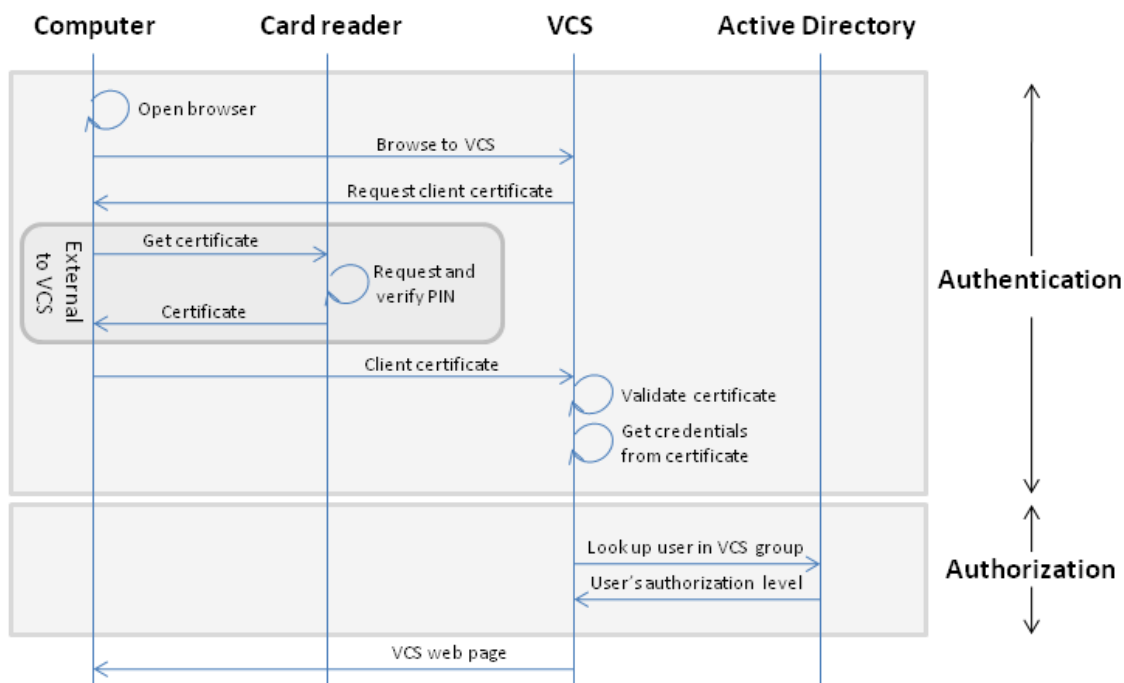 Computer
Card reader
VCS
Active Directory
Open browser
Browse to VCS
Request client certificate
External
to VCS
Get certificate
Request and
verify PIN
Certificate
Authentication
Client certificate
Validate certificate
Get credentials
from certificate
Look up user in VCS group
User's authorization level
Authorization
VCS web page